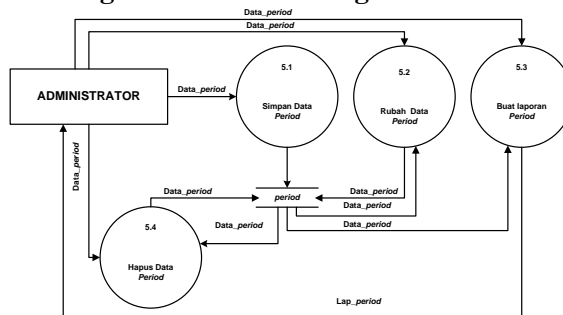 Data_period
Data_period
5.1
5.2
5.3
ADMINISTRATOR
Data_period
Simpan Data
Period
Rubah Data
Period
Buat laporan
Period
Data_period
Data_period
period
Data_period
Data_period
Data_period
Data_period
5.4
Hapus Data
Period
Lap_period